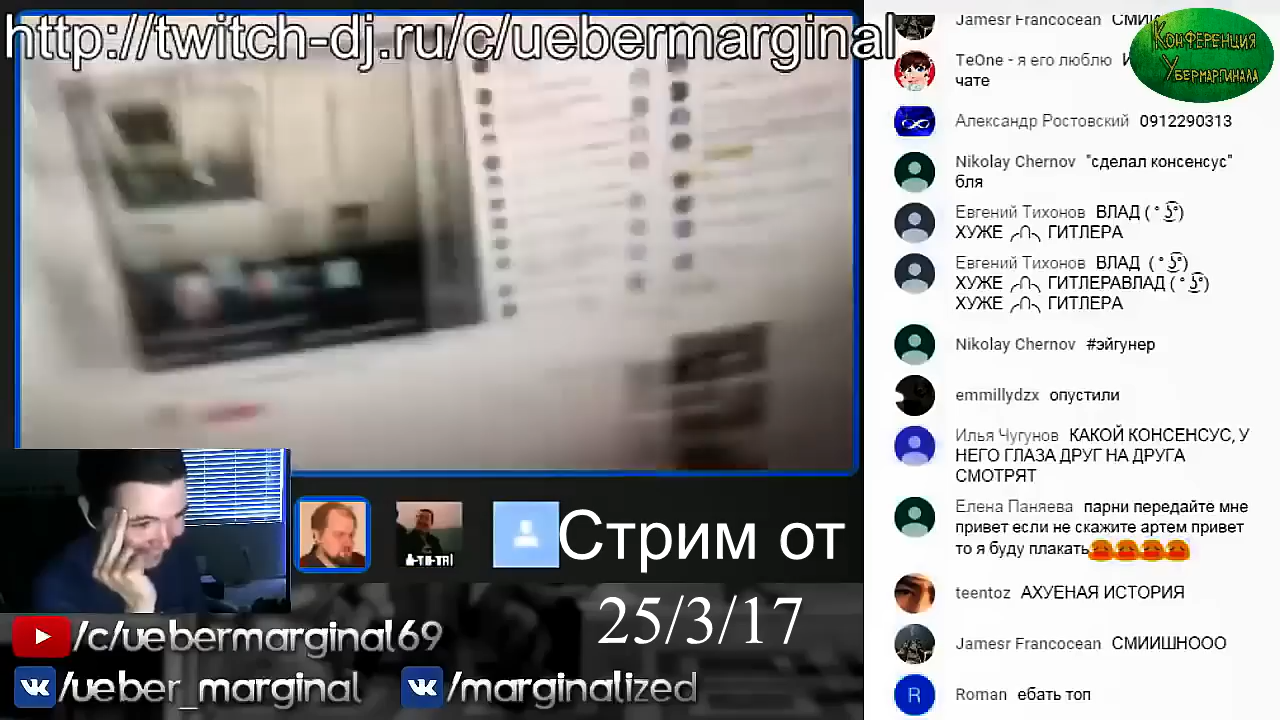 http://twitch-dj.ru/c/uebermarginal
А-ТЯ-ТЯ!
Стрим от
25/3/17
/c/uebermarginal69
/ueber_marginal
/marginalized
Конференция
Убермаргинала
Jamesr Francocean СМИИ
TeOne - я его люблю И
чате
Александр Ростовский 0912290313
Nikolay Chernov "сделал консенсус"
бля
Евгений Тихонов ВЛАД ( ͡° ͜ʖ ͡°)
ХУЖЕ ╭∩╮ ГИТЛЕРА
Евгений Тихонов ВЛАД ( ͡° ͜ʖ ͡°)
ХУЖЕ ╭∩╮ ГИТЛЕРАВЛАД ( ͡° ͜ʖ ͡°)
ХУЖЕ ╭∩╮ ГИТЛЕРА
Nikolay Chernov #эйгунер
emmillydzx опустили
Илья Чугунов КАКОЙ КОНСЕНСУС, У
НЕГО ГЛАЗА ДРУГ НА ДРУГА
СМОТРЯТ
Елена Паняева парни передайте мне
привет если не скажите артем привет
то я буду плакать
teentoz АХУЕНАЯ ИСТОРИЯ
Jamesr Francocean СМИИШНООО
R
Roman ебать топ